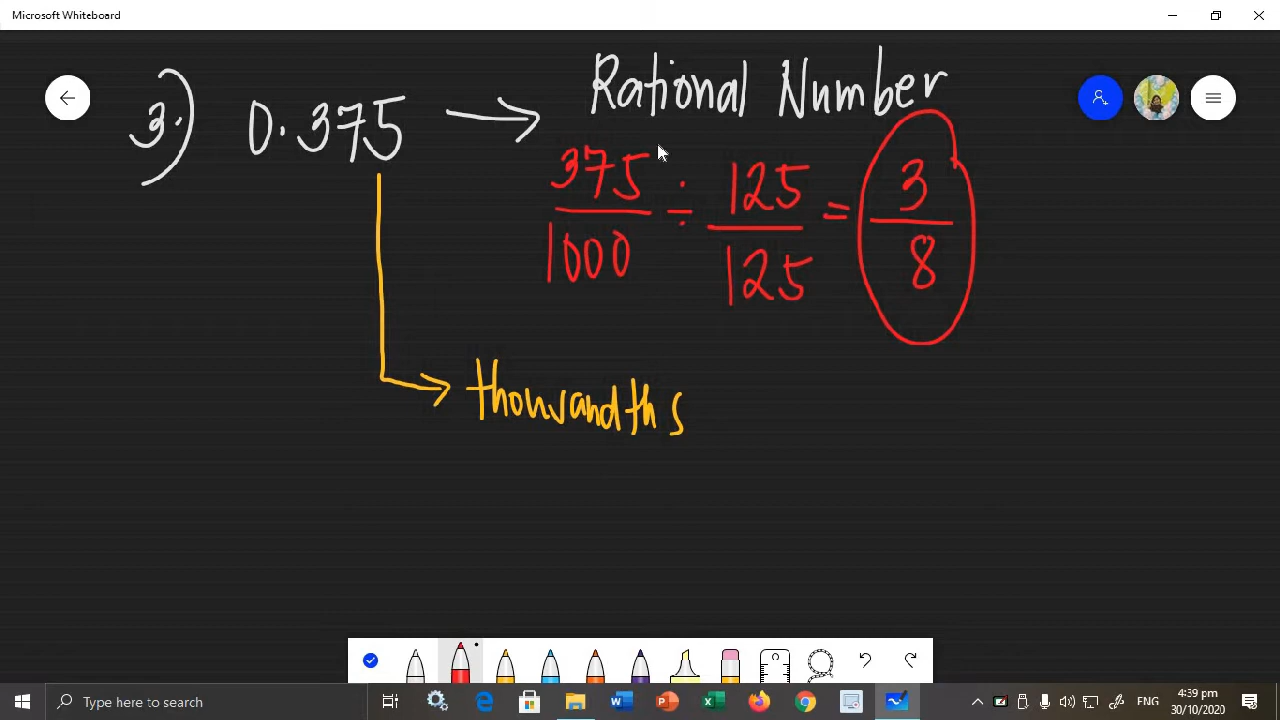 Microsoft Whiteboard
3.) 0.375 → Rational Number
375/1000 ÷ 125/125 = 3/8
thousandths
Type here to search
ENG
4:39 pm
30/10/2020